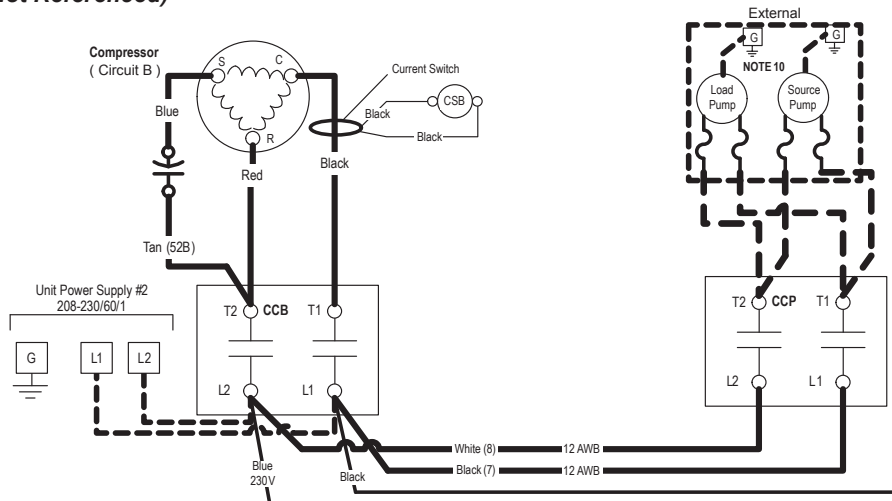 ot Referenced)
External
Compressor
( Circuit B )
S
C
R
Current Switch
Black
CSB
Black
Blue
Red
Black
Tan (52B)
G
G
NOTE 10
Load
Pump
Source
Pump
Unit Power Supply #2
208-230/60/1
G
L1
L2
T2
CCB
T1
L2
L1
T2
CCP
T1
L2
L1
White (8)
12 AWB
Black (7)
12 AWB
Blue
230V
Black